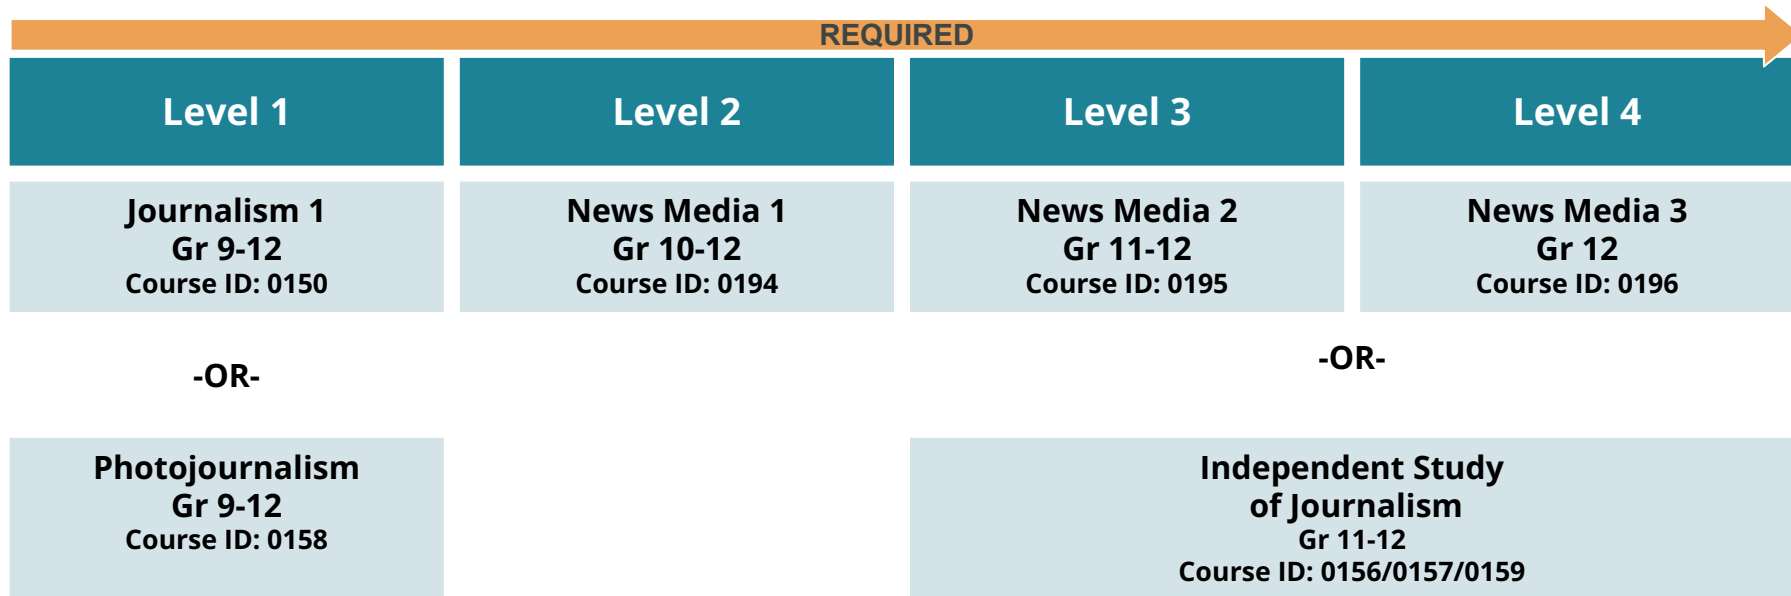 REQUIRED
Level 1
Level 2
Level 3
Level 4
Journalism 1
Gr 9-12
Course ID: 0150
News Media 1
Gr 10-12
Course ID: 0194
News Media 2
Gr 11-12
Course ID: 0195
News Media 3
Gr 12
Course ID: 0196
-OR-
-OR-
Photojournalism
Gr 9-12
Course ID: 0158
Independent Study
of Journalism
Gr 11-12
Course ID: 0156/0157/0159